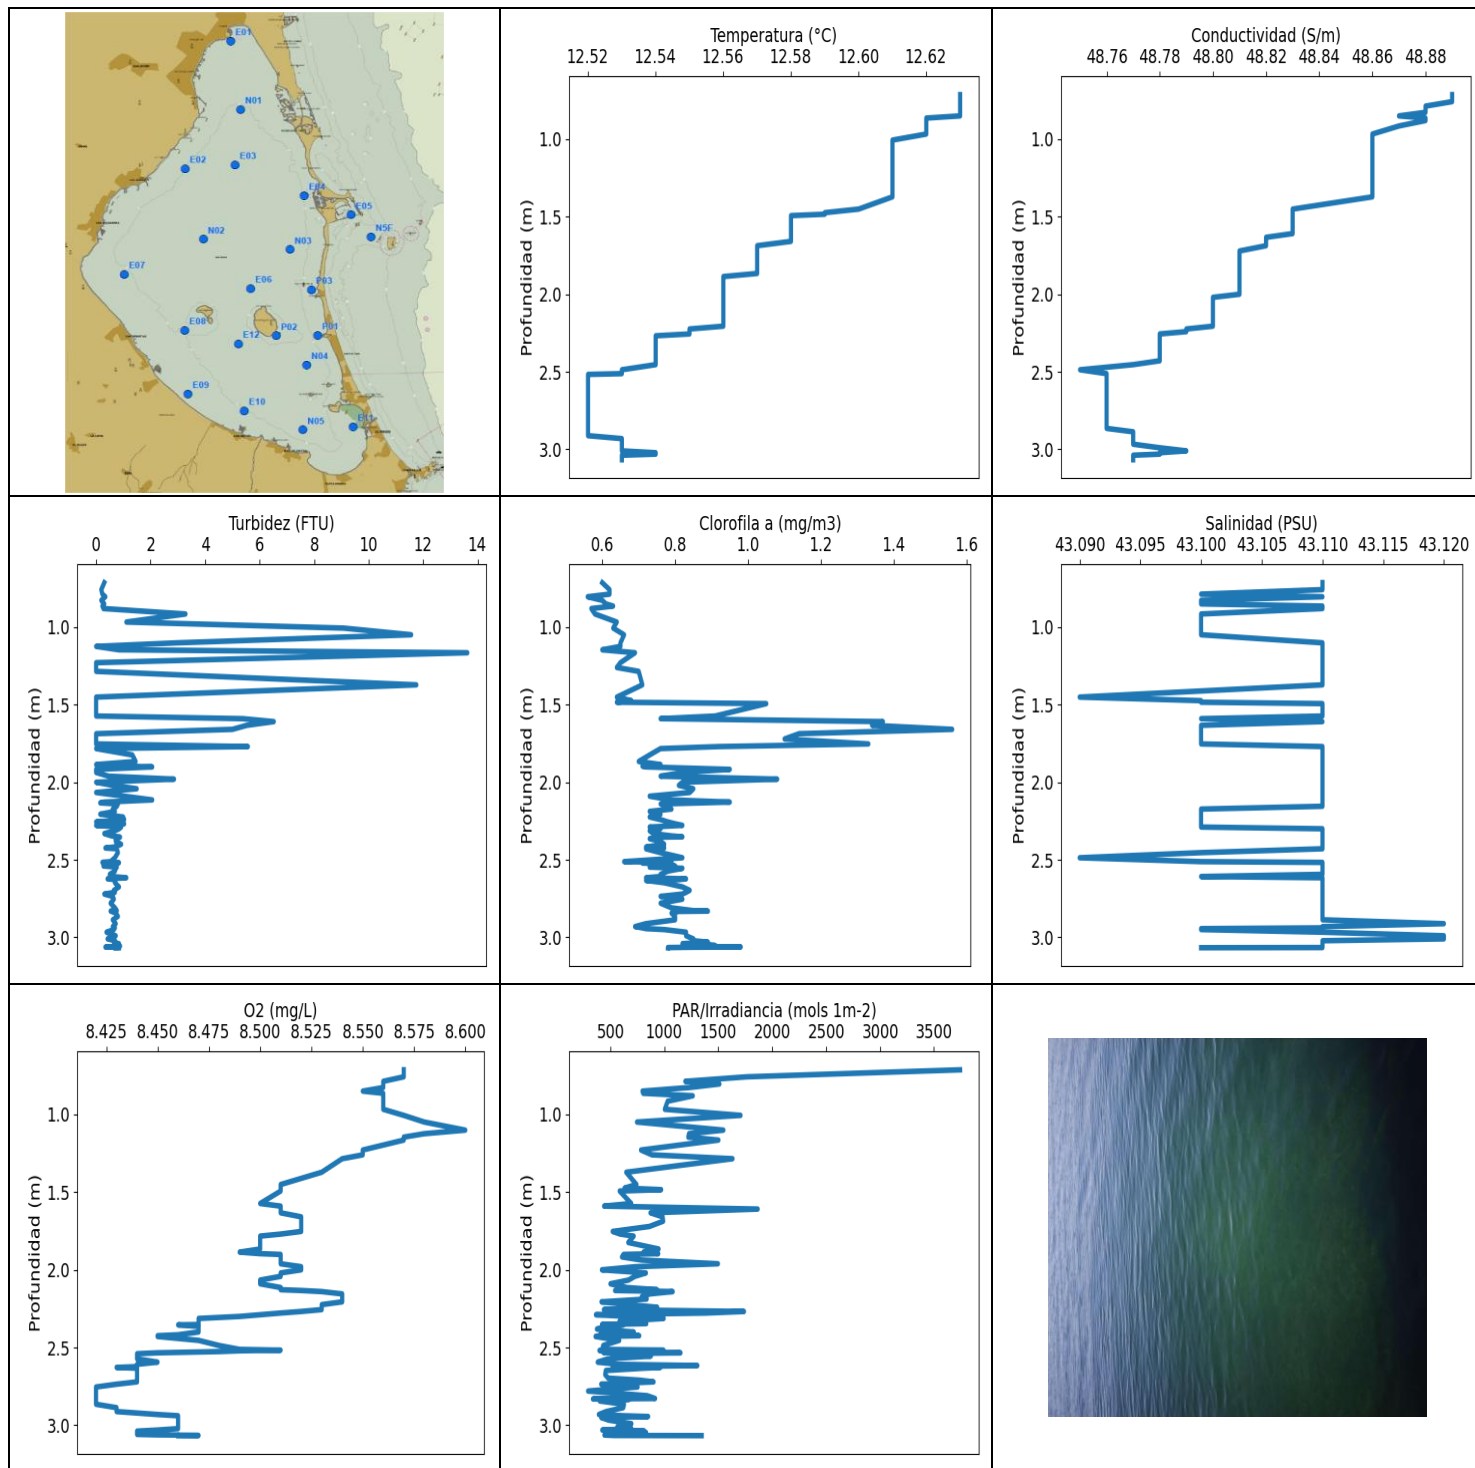 E01
N01
E02
E03
E04
E05
N5F
N02
N03
E07
E06
P03
E08
E12
P02
P01
N04
E09
E10
N05
E11
Temperatura (°C)
12.52 12.54 12.56 12.58 12.60 12.62
Profundidad (m)
1.0
1.5
2.0
2.5
3.0
Conductividad (S/m)
48.76 48.78 48.80 48.82 48.84 48.86 48.88
Profundidad (m)
1.0
1.5
2.0
2.5
3.0
Turbidez (FTU)
0 2 4 6 8 10 12 14
Profundidad (m)
1.0
1.5
2.0
2.5
3.0
Clorofila a (mg/m3)
0.6 0.8 1.0 1.2 1.4 1.6
Profundidad (m)
1.0
1.5
2.0
2.5
3.0
Salinidad (PSU)
43.090 43.095 43.100 43.105 43.110 43.115 43.120
Profundidad (m)
1.0
1.5
2.0
2.5
3.0
O2 (mg/L)
8.425 8.450 8.475 8.500 8.525 8.550 8.575 8.600
Profundidad (m)
1.0
1.5
2.0
2.5
3.0
PAR/Irradiancia (mols 1m-2)
500 1000 1500 2000 2500 3000 3500
Profundidad (m)
1.0
1.5
2.0
2.5
3.0